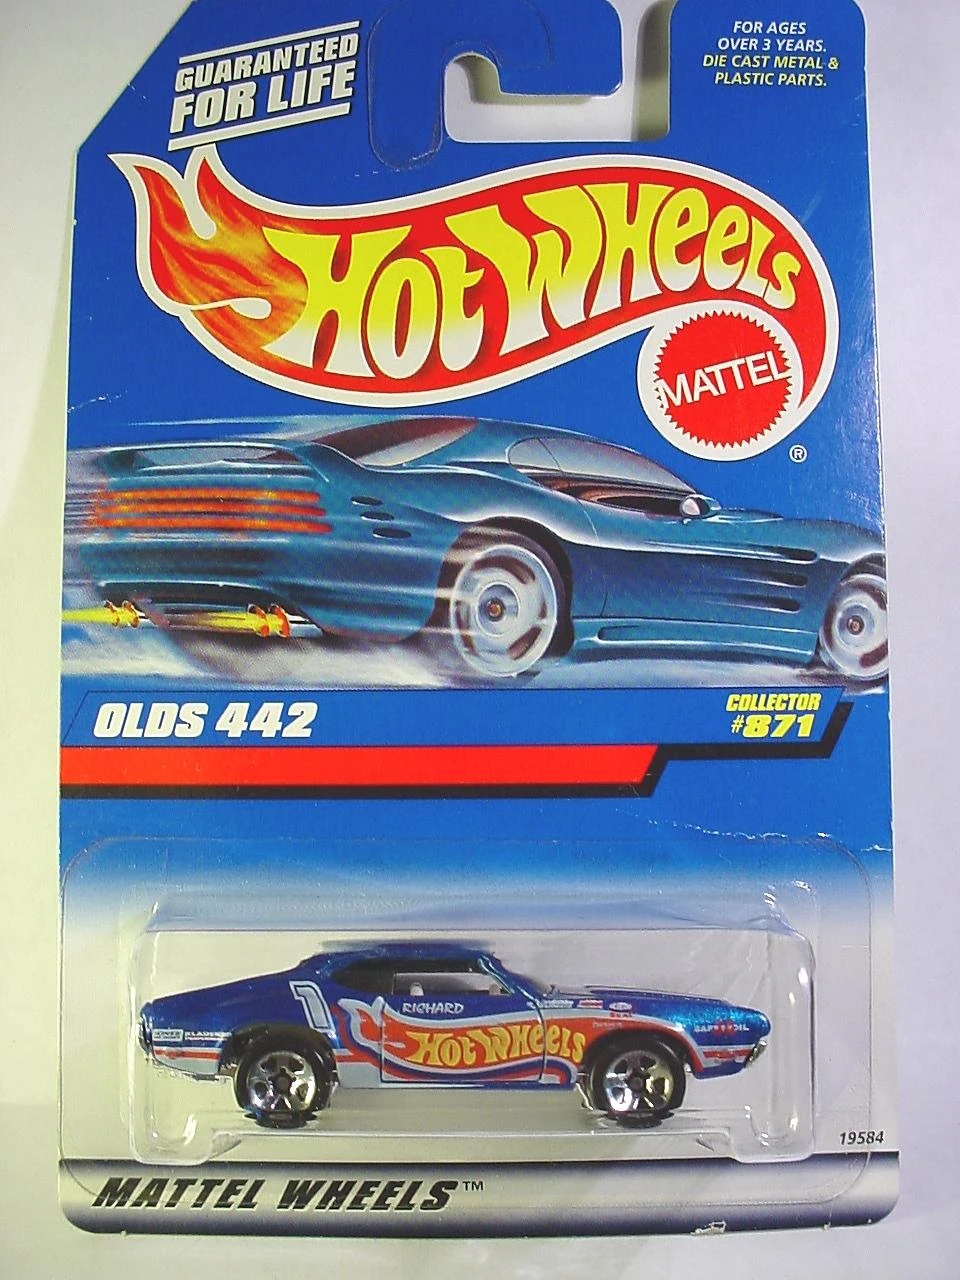 GUARANTEED
FOR LIFE
FOR AGES
OVER 3 YEARS.
DIE CAST METAL &
PLASTIC PARTS.
HOT WHEELS
MATTEL
®
OLDS 442
COLLECTOR
#871
1
RICHARD
HOT WHEELS
19584
MATTEL WHEELS™